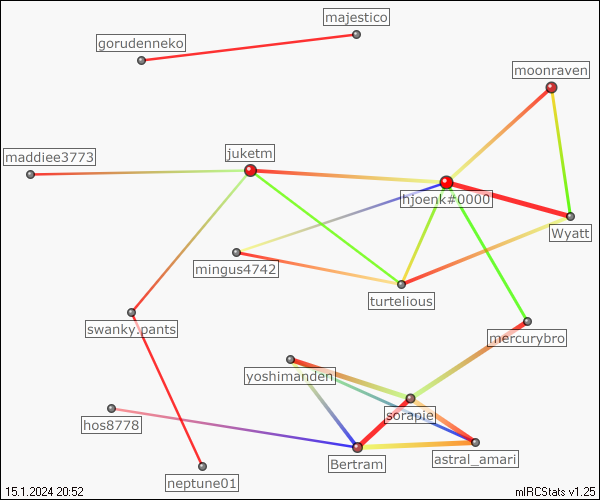 majestico
gorudenneko
moonraven
juketm
maddiee3773
hjoenk#0000
Wyatt
mingus4742
turtelious
swanky.pants
mercurybro
yoshimanden
sorapie
hos8778
Bertram
astral_amari
neptune01
15.1.2024 20:52
mIRCStats v1.25